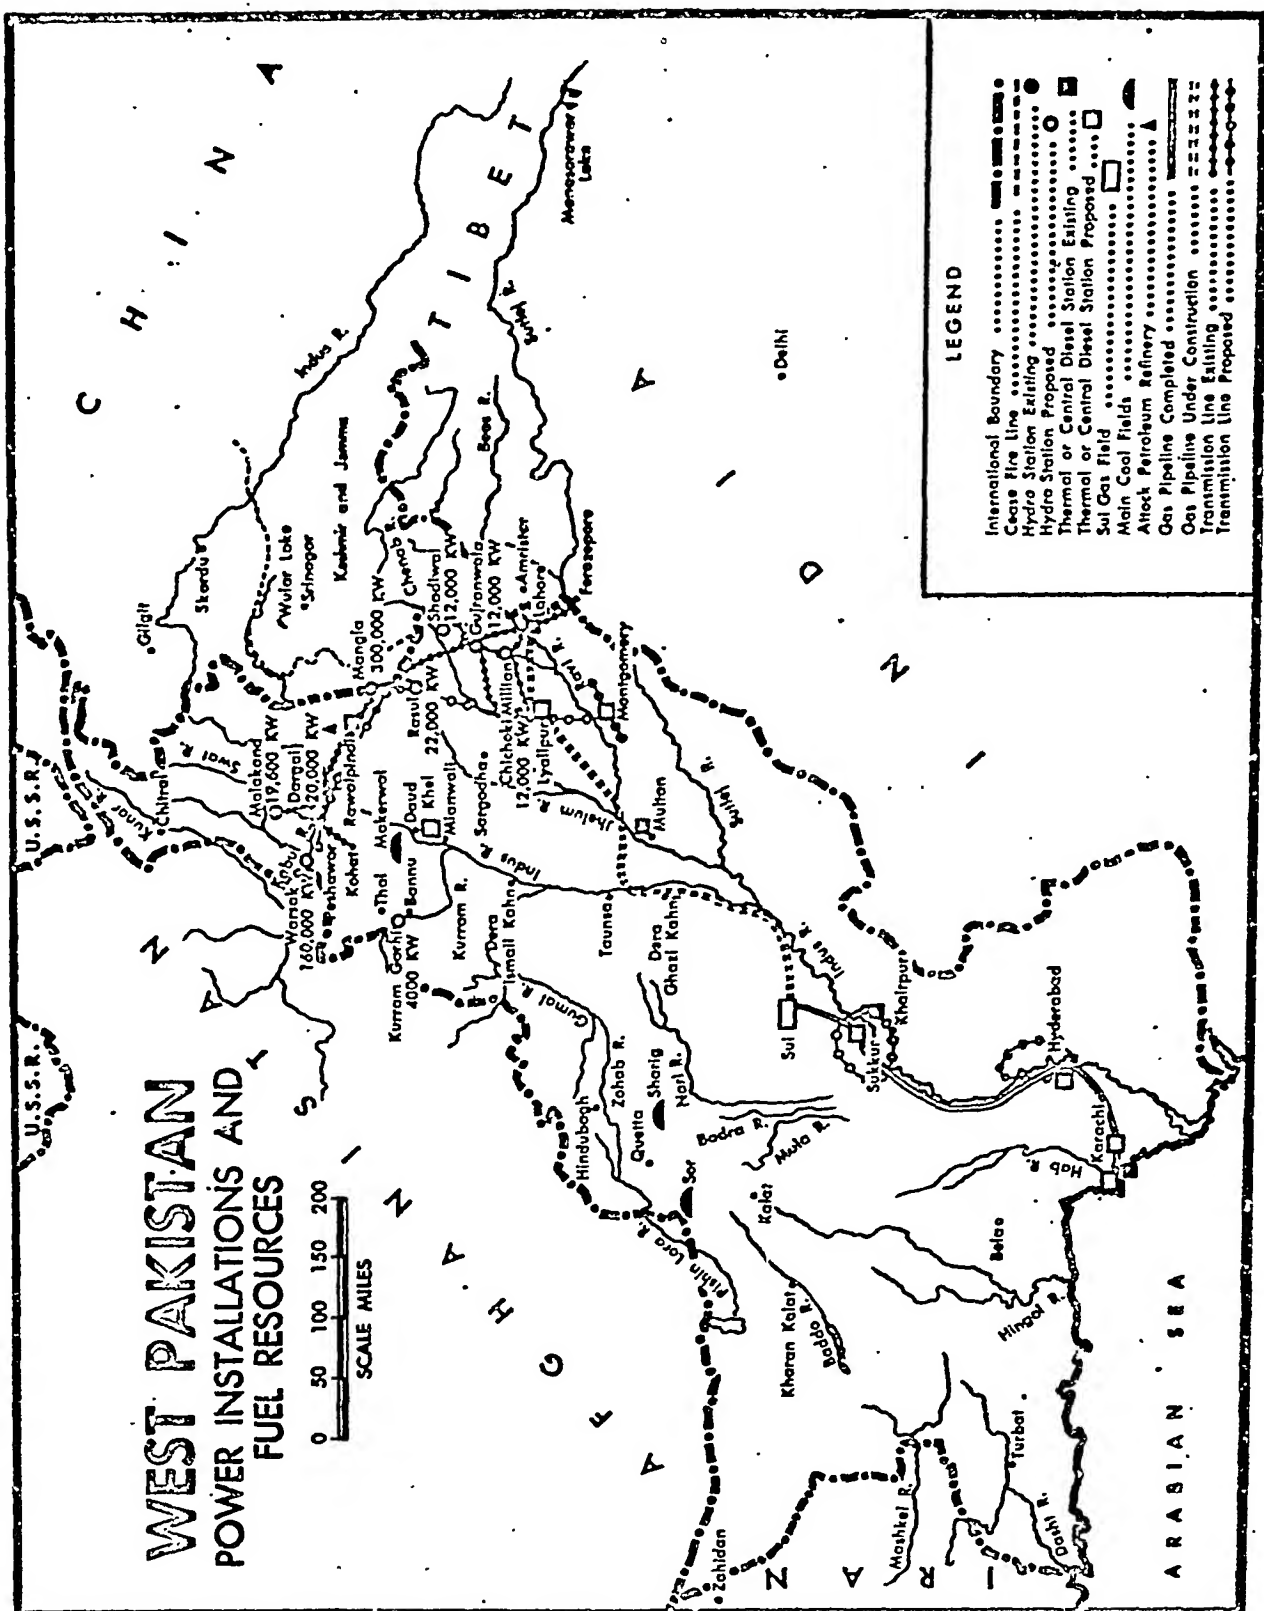 WEST PAKISTAN
POWER INSTALLATIONS AND
FUEL RESOURCES
0 50 100 150 200
SCALE MILES
U.S.S.R.
U.S.S.R.
CHINA
TIBET
AFGHANISTAN
IRAN
INDIA
ARABIAN SEA
Gilgit
Skardu
Indus R.
Wular Lake
Srinagar
Kashmir and Jammu
Manasarowar
Lake
Sutlej R.
Beas R.
Delhi
Chitral
Kunar R.
Swat R.
Malakand
19,600 KW
Dargai
20,000 KW
Kabul R.
Warsak
160,000 KW
Peshawar
Kohat
Rawalpindi
Mangla
300,000 KW
Chenab R.
Rasul
22,000 KW
Shadiwal
12,000 KW
Gujranwala
12,000 KW
Amritsar
Lahore
Ferozepore
Chichoki Millian
12,000 KW
Lyallpur
Ravi R.
Montgomery
Thal
Makerwal
Bannu
Daud
Khel
Mianwali
Sargodha
Kurram Garhi
4000 KW
Kurram R.
Indus R.
Jhelum R.
Dera
Ismail Kahn
Gumal R.
Taunsa
Multan
Sutlej R.
Dera
Ghazi Kahn
Zohab R.
Hindubagh
Quetta
Sharig
Nari R.
Sor
Pishin Lora R.
Badra R.
Mula R.
Sui
Indus R.
Sukkur
Khairpur
Kalat
Kharan Kalat
Baddo R.
Hyderabad
Karachi
Hab R.
Belae
Hingol R.
Zahidan
Mashkel R.
Turbat
Dasht R.
LEGEND
International Boundary
Cease Fire Line
Hydro Station Existing
Hydro Station Proposed
Thermal or Central Diesel Station Existing
Thermal or Central Diesel Station Proposed
Sui Gas Field
Main Coal Fields
Attock Petroleum Refinery
Gas Pipeline Completed
Gas Pipeline Under Construction
Transmission Line Existing
Transmission Line Proposed